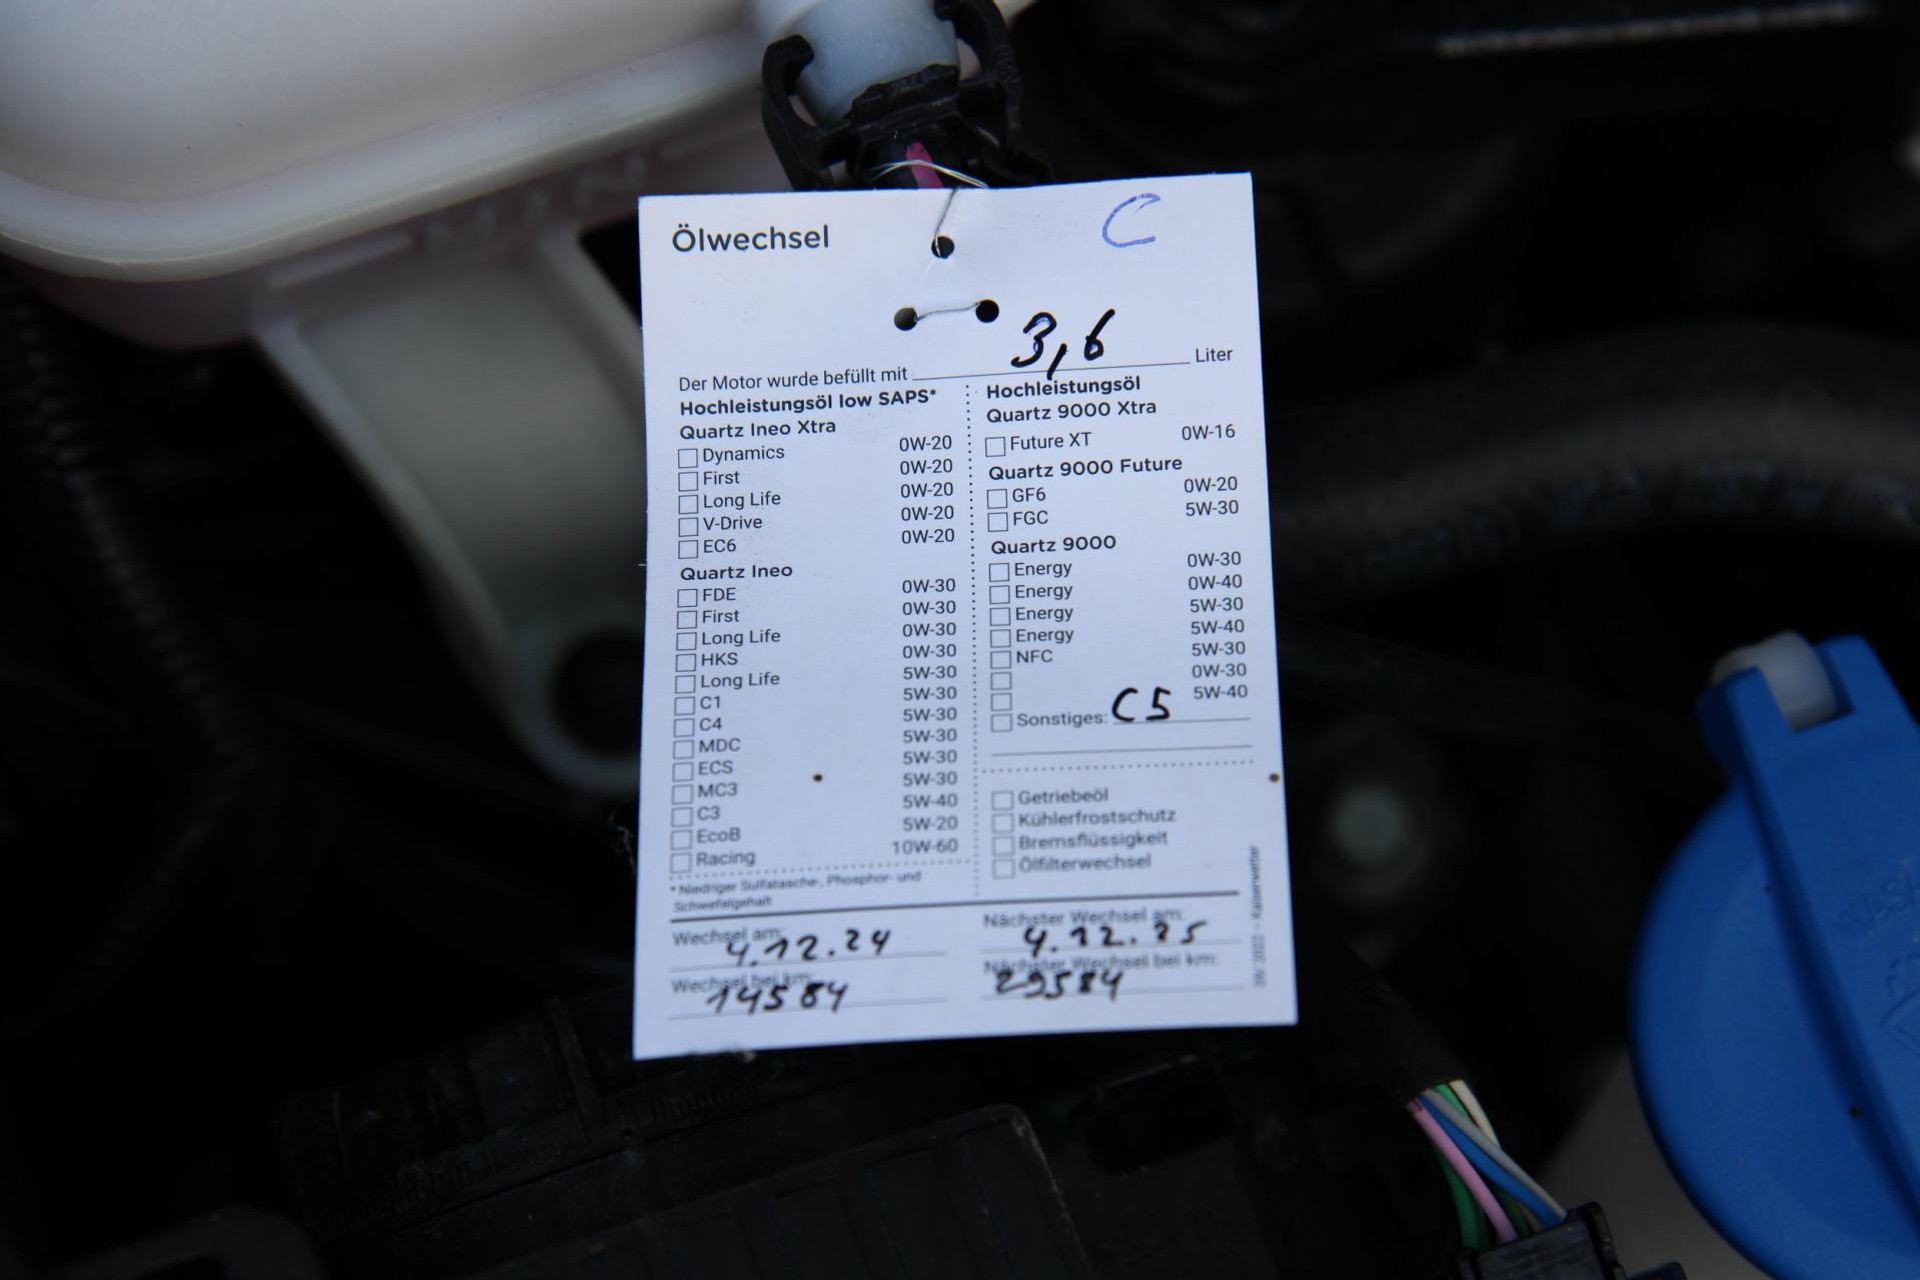 MIN
Ölwechsel
C
Der Motor wurde befüllt mit 3,6 Liter
Hochleistungsöl low SAPS*
Quartz Ineo Xtra
Dynamics 0W-20
First 0W-20
Long Life 0W-20
V-Drive 0W-20
EC6 0W-20
Quartz Ineo
FDE 0W-30
First 0W-30
Long Life 0W-30
HKS 0W-30
Long Life 5W-30
C1 5W-30
C4 5W-30
MDC 5W-30
ECS 5W-30
MC3 5W-30
C3 5W-40
EcoB 5W-20
Racing 10W-60
* Niedriger Sulfatasche-, Phosphor- und
Schwefelgehalt
Hochleistungsöl
Quartz 9000 Xtra
Future XT 0W-16
Quartz 9000 Future
GF6 0W-20
FGC 5W-30
Quartz 9000
Energy 0W-30
Energy 0W-40
Energy 5W-30
Energy 5W-40
NFC 5W-30
0W-30
5W-40
Sonstiges: C5
Getriebeöl
Kühlerfrostschutz
Bremsflüssigkeit
Ölfilterwechsel
Wechsel am: 4.12.24
Wechsel bei km: 14584
Nächster Wechsel am: 4.12.25
Nächster Wechsel bei km: 29584